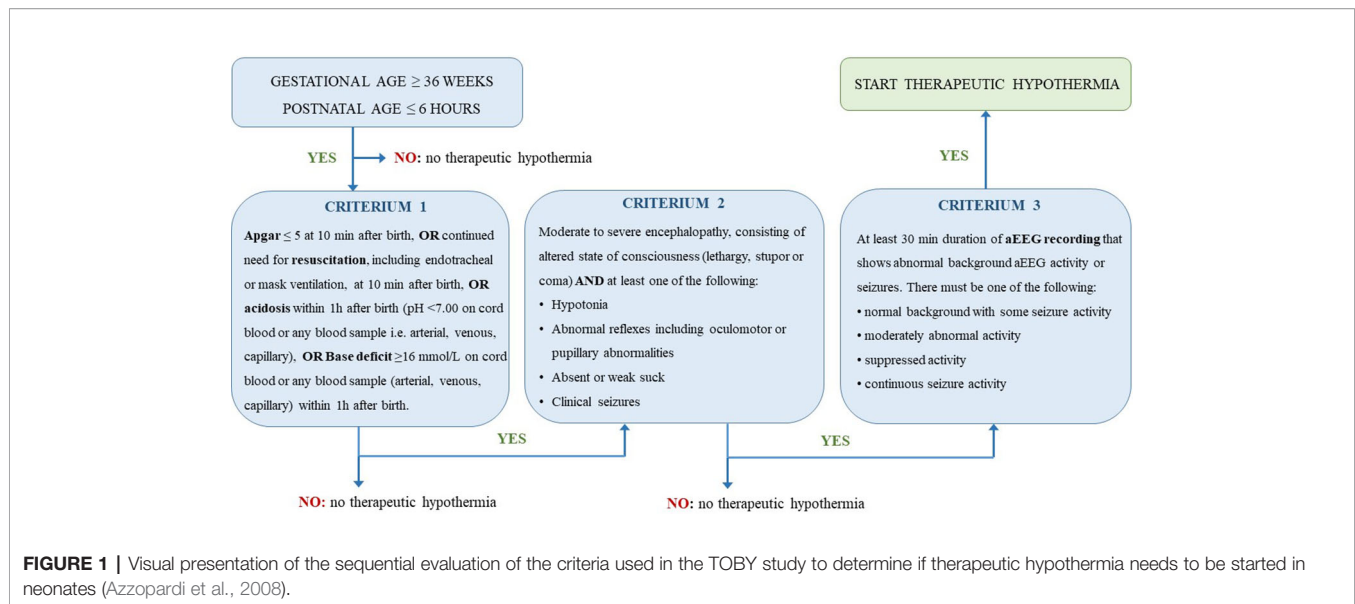 GESTATIONAL AGE ≥ 36 WEEKS
POSTNATAL AGE ≤ 6 HOURS
YES
NO: no therapeutic hypothermia
CRITERIUM 1
Apgar ≤ 5 at 10 min after birth, OR continued
need for resuscitation, including endotracheal
or mask ventilation, at 10 min after birth, OR
acidosis within 1h after birth (pH <7.00 on cord
blood or any blood sample i.e. arterial, venous,
capillary), OR Base deficit ≥16 mmol/L on cord
blood or any blood sample (arterial, venous,
capillary) within 1h after birth.
YES
NO: no therapeutic hypothermia
CRITERIUM 2
Moderate to severe encephalopathy, consisting of
altered state of consciousness (lethargy, stupor or
coma) AND at least one of the following:
• Hypotonia
• Abnormal reflexes including oculomotor or
pupillary abnormalities
• Absent or weak suck
• Clinical seizures
YES
NO: no therapeutic hypothermia
CRITERIUM 3
At least 30 min duration of aEEG recording that
shows abnormal background aEEG activity or
seizures. There must be one of the following:
• normal background with some seizure activity
• moderately abnormal activity
• suppressed activity
• continuous seizure activity
YES
START THERAPEUTIC HYPOTHERMIA
FIGURE 1 | Visual presentation of the sequential evaluation of the criteria used in the TOBY study to determine if therapeutic hypothermia needs to be started in
neonates (Azzopardi et al., 2008).